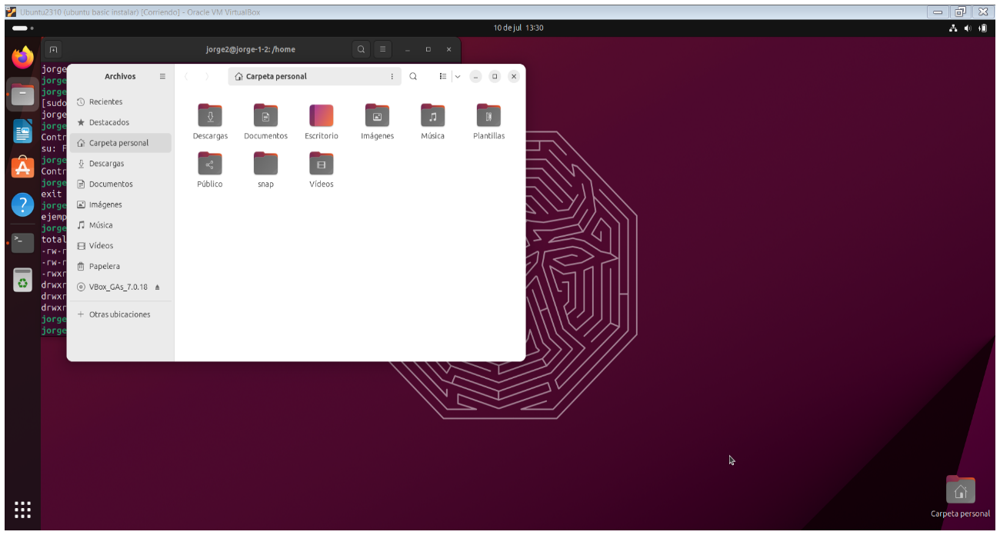 Ubuntu2310 (ubuntu basic instalar) [Corriendo] - Oracle VM VirtualBox
10 de jul 13:30
jorge2@jorge-1-2: /home
jorge
jorge
jorge
[sudo
jorge
jorge
Contr
su: F
jorge
Contr
jorge
exit
jorge
ejemp
jorge
total
-rw-r
-rw-r
-rwxr
drwxr
drwxr
drwxr
jorge
jorge
Archivos
Carpeta personal
Recientes
Destacados
Carpeta personal
Descargas
Documentos
Imágenes
Música
Vídeos
Papelera
VBox_GAs_7.0.18
+ Otras ubicaciones
Descargas Documentos Escritorio Imágenes Música Plantillas
Público snap Vídeos
Carpeta personal